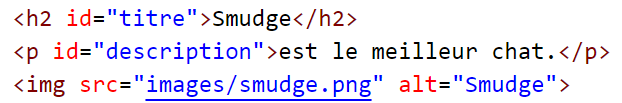 <h2 id="titre">Smudge</h2>
<p id="description">est le meilleur chat.</p>
<img src="images/smudge.png" alt="Smudge">